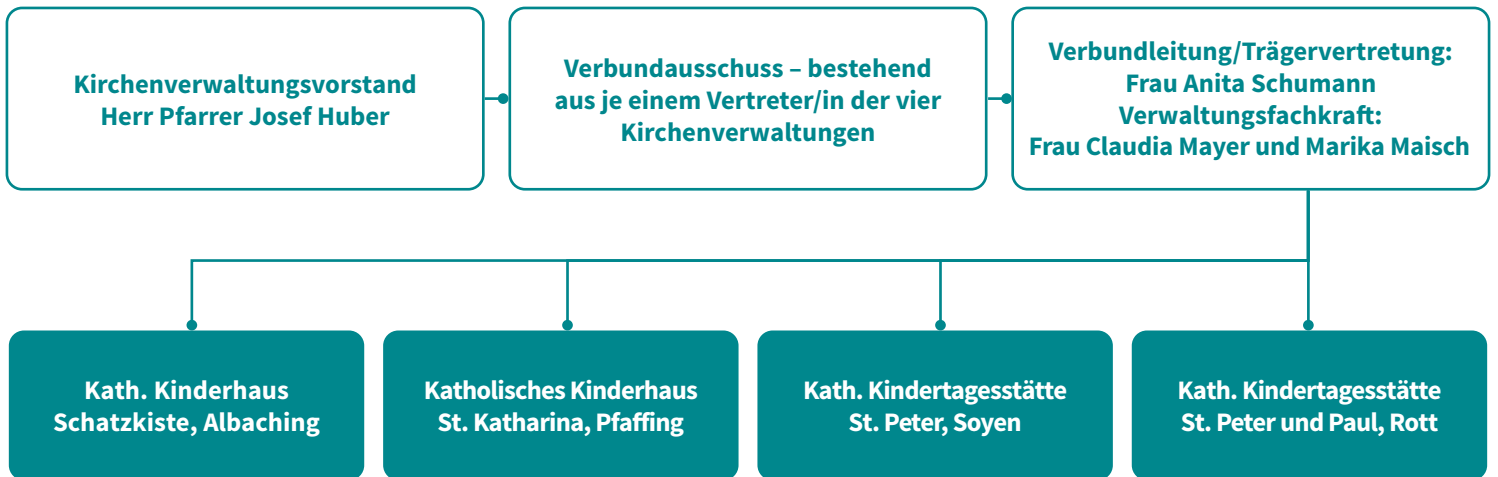 Kirchenverwaltungsvorstand
Herr Pfarrer Josef Huber
Verbundausschuss – bestehend
aus je einem Vertreter/in der vier
Kirchenverwaltungen
Verbundleitung/Trägervertretung:
Frau Anita Schumann
Verwaltungsfachkraft:
Frau Claudia Mayer und Marika Maisch
Kath. Kinderhaus
Schatzkiste, Albaching
Katholisches Kinderhaus
St. Katharina, Pfaffing
Kath. Kindertagesstätte
St. Peter, Soyen
Kath. Kindertagesstätte
St. Peter und Paul, Rott